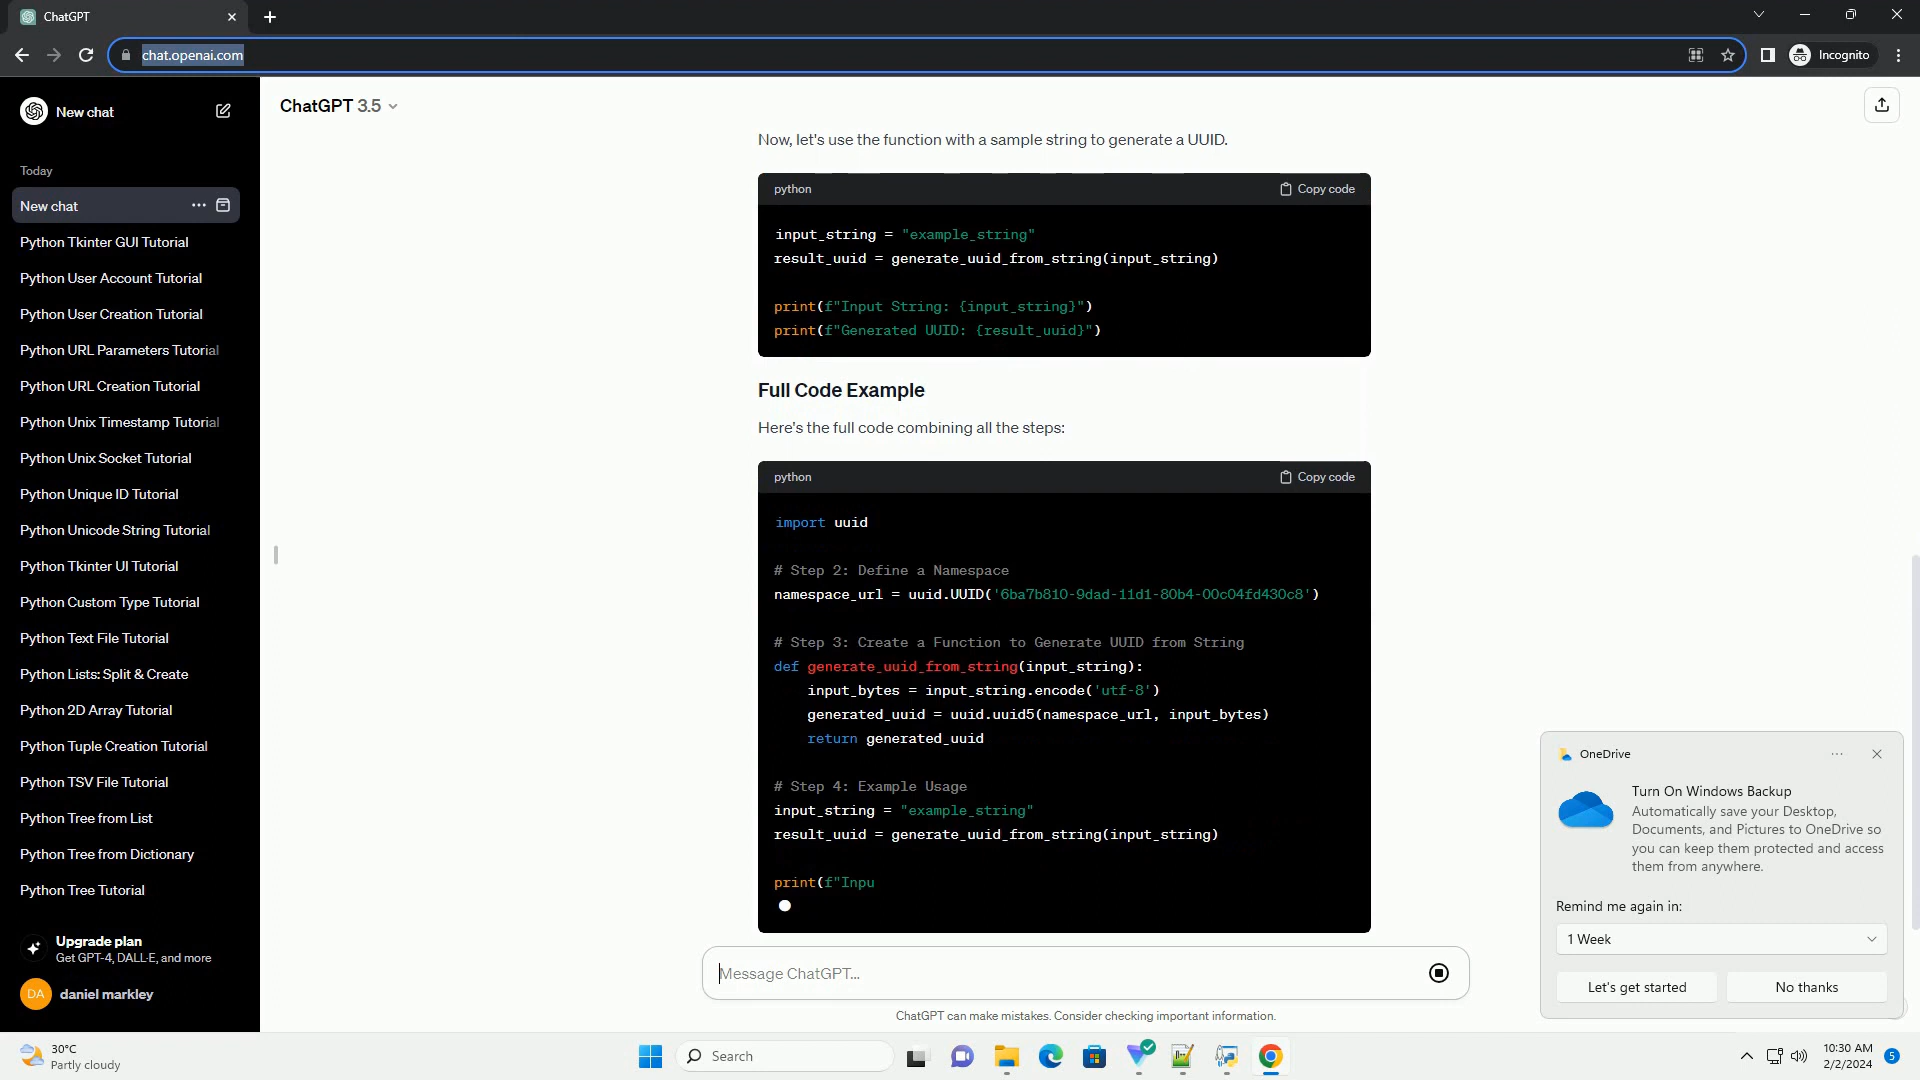 ChatGPT
chat.openai.com
Incognito
New chat
Today
New chat
Python Tkinter GUI Tutorial
Python User Account Tutorial
Python User Creation Tutorial
Python URL Parameters Tutorial
Python URL Creation Tutorial
Python Unix Timestamp Tutorial
Python Unix Socket Tutorial
Python Unique ID Tutorial
Python Unicode String Tutorial
Python Tkinter UI Tutorial
Python Custom Type Tutorial
Python Text File Tutorial
Python Lists: Split & Create
Python 2D Array Tutorial
Python Tuple Creation Tutorial
Python TSV File Tutorial
Python Tree from List
Python Tree from Dictionary
Python Tree Tutorial
Upgrade plan
Get GPT-4, DALL·E, and more
DA
daniel markley
ChatGPT 3.5
Now, let's use the function with a sample string to generate a UUID.
python
Copy code
input_string = "example_string"
result_uuid = generate_uuid_from_string(input_string)
print(f"Input String: {input_string}")
print(f"Generated UUID: {result_uuid}")
Full Code Example
Here's the full code combining all the steps:
python
Copy code
import uuid
# Step 2: Define a Namespace
namespace_url = uuid.UUID('6ba7b810-9dad-11d1-80b4-00c04fd430c8')
# Step 3: Create a Function to Generate UUID from String
def generate_uuid_from_string(input_string):
    input_bytes = input_string.encode('utf-8')
    generated_uuid = uuid.uuid5(namespace_url, input_bytes)
    return generated_uuid
# Step 4: Example Usage
input_string = "example_string"
result_uuid = generate_uuid_from_string(input_string)
print(f"Inpu
Message ChatGPT...
ChatGPT can make mistakes. Consider checking important information.
OneDrive
Turn On Windows Backup
Automatically save your Desktop,
Documents, and Pictures to OneDrive so
you can keep them protected and access
them from anywhere.
Remind me again in:
1 Week
Let's get started
No thanks
30°C
Partly cloudy
Search
10:30 AM
2/2/2024
5